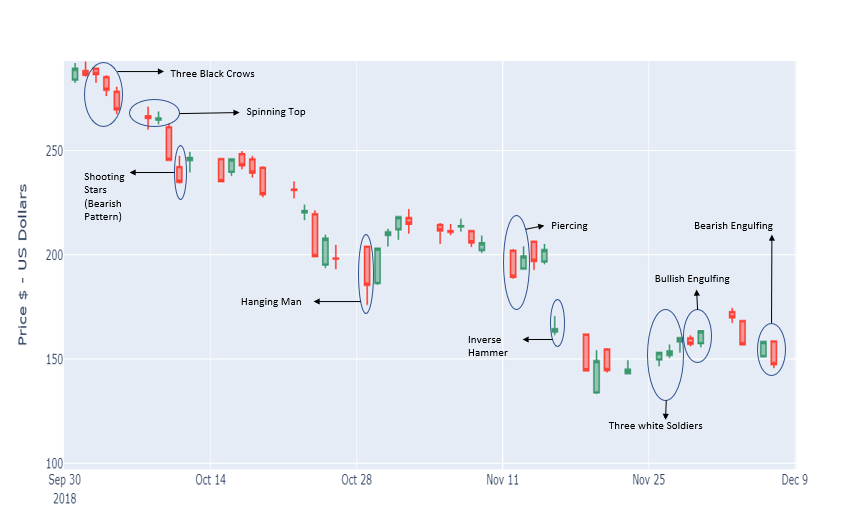 Three Black Crows
Spinning Top
250
Shooting
Stars
(Bearish
Pattern)
Price $ - US Dollars
200
Piercing
Bearish Engulfing
Bullish Engulfing
Hanging Man
Inverse
Hammer
150
Three white Soldiers
100
Sep 30
2018
Oct 14
Oct 28
Nov 11
Nov 25
Dec 9